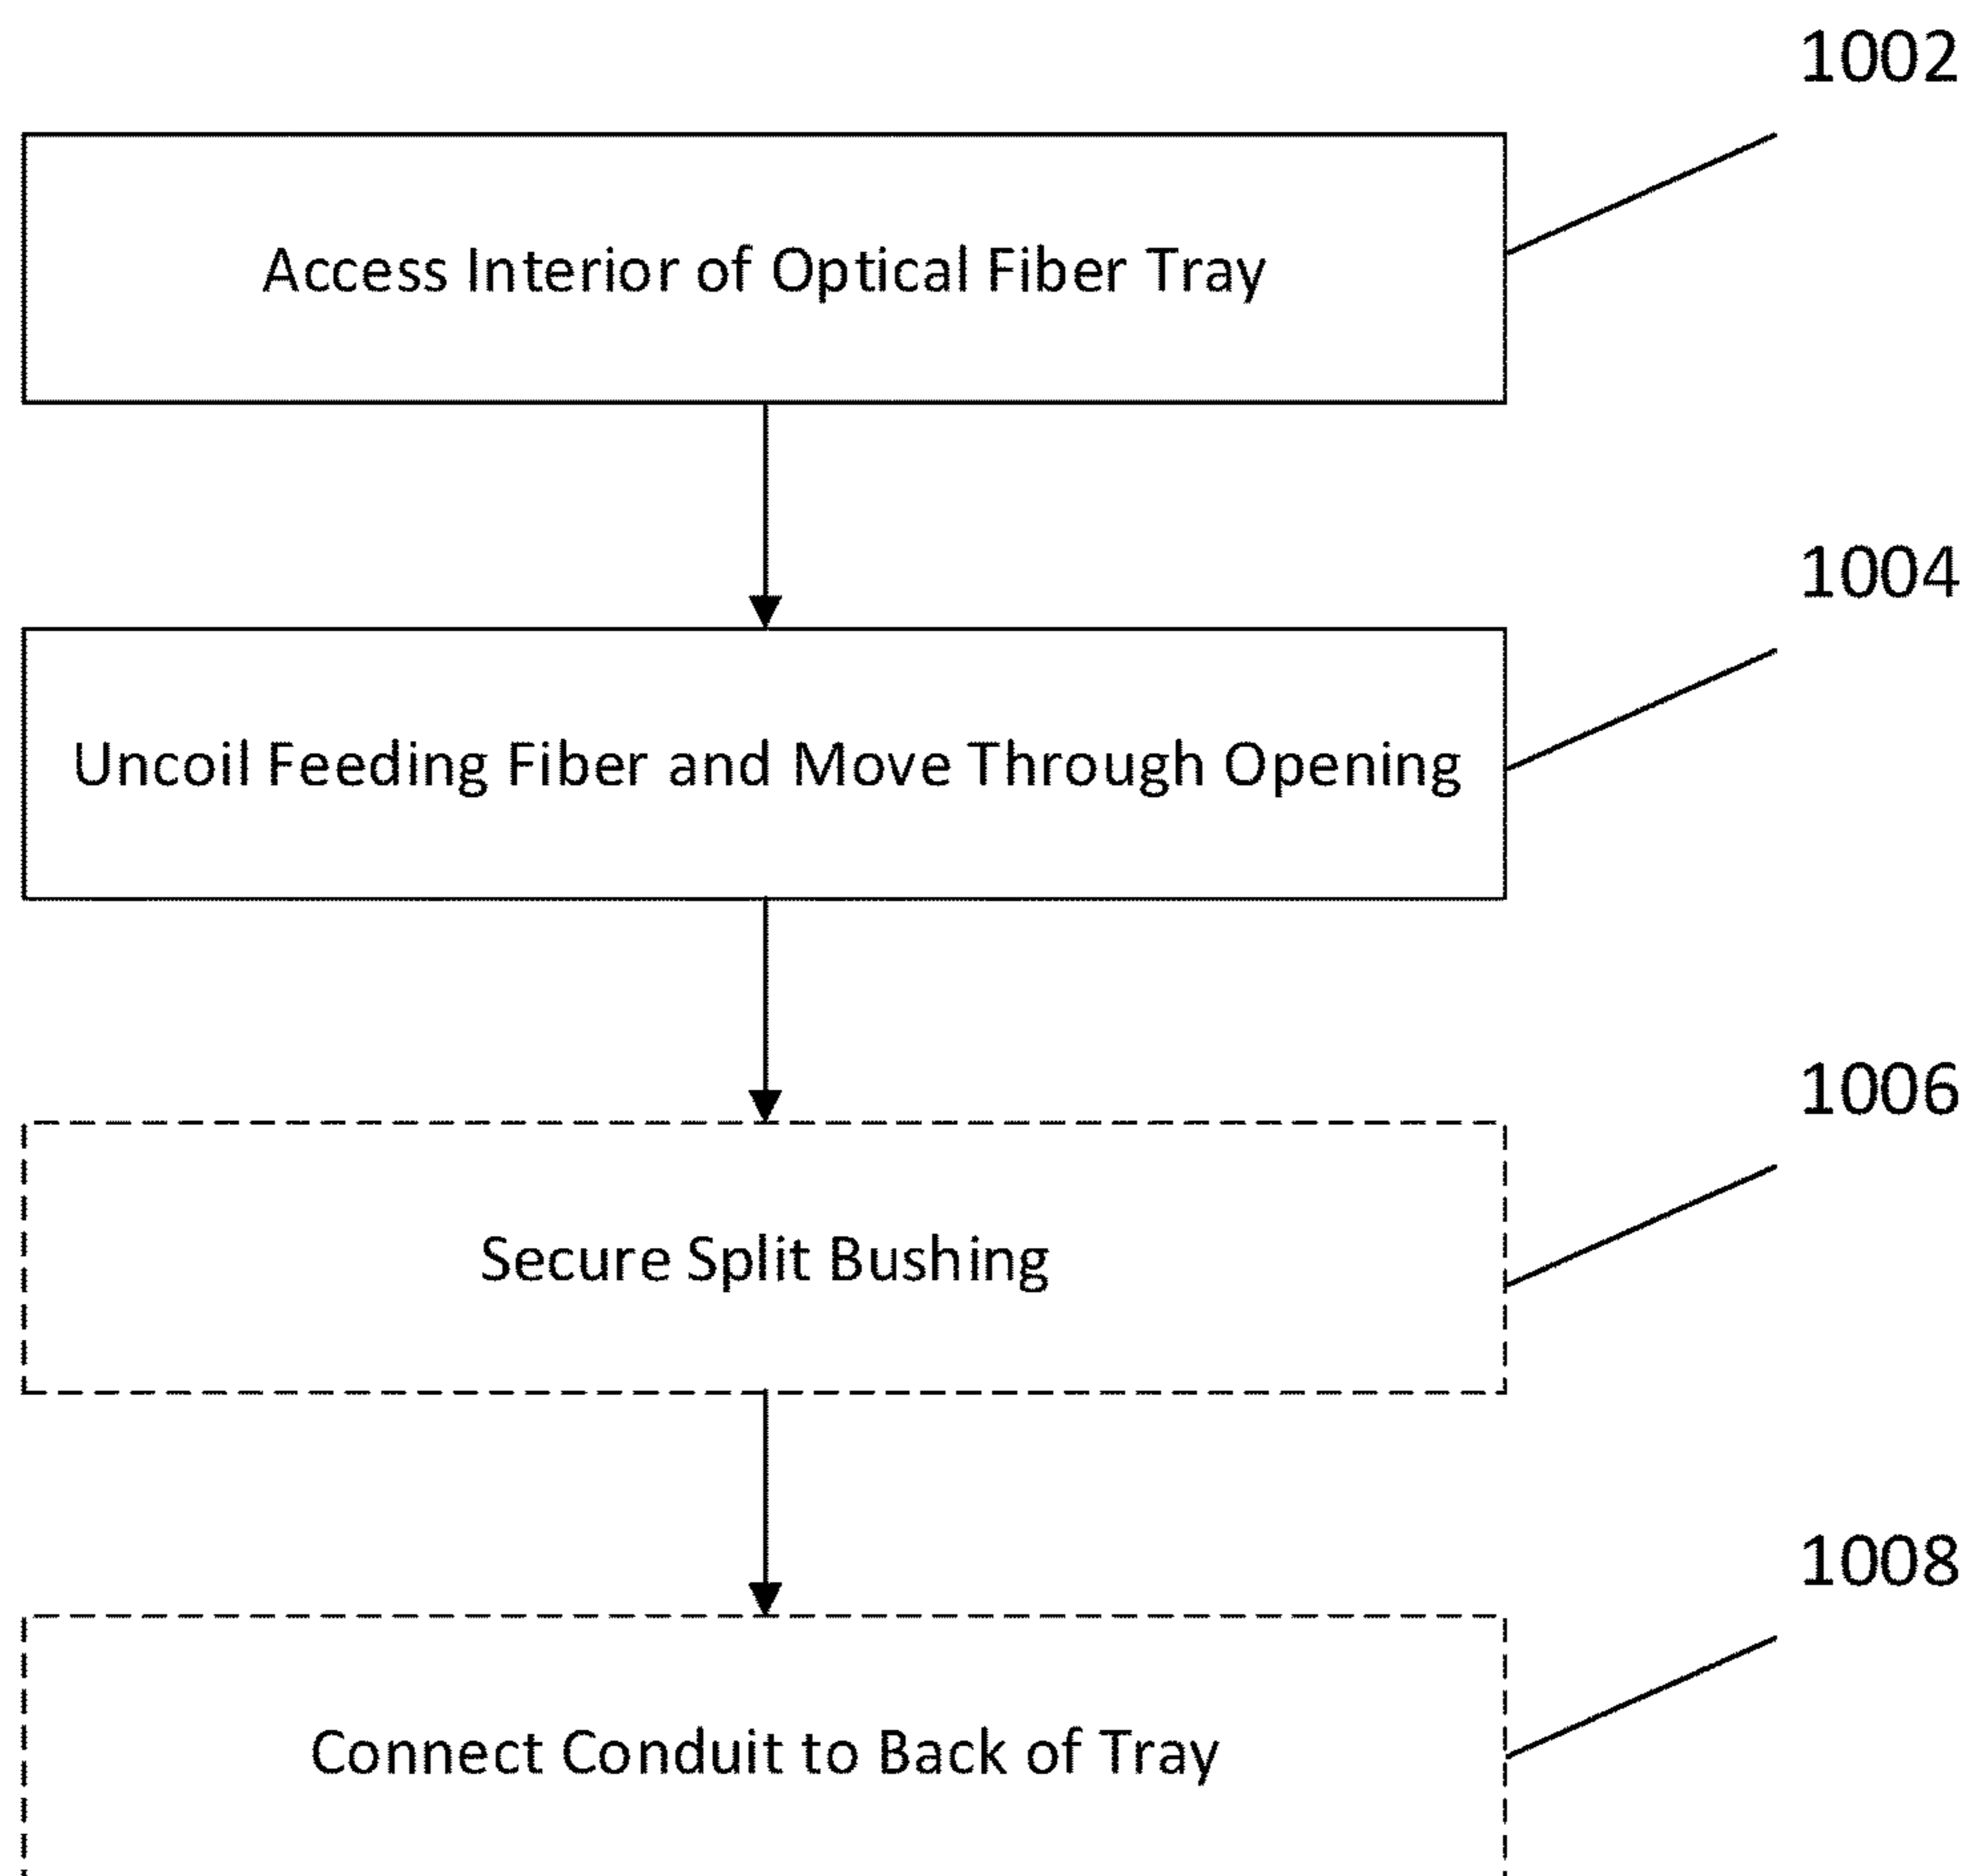 1002
Access Interior of Optical Fiber Tray
1004
Uncoil Feeding Fiber and Move Through Opening
1006
Secure Split Bushing
1008
Connect Conduit to Back of Tray